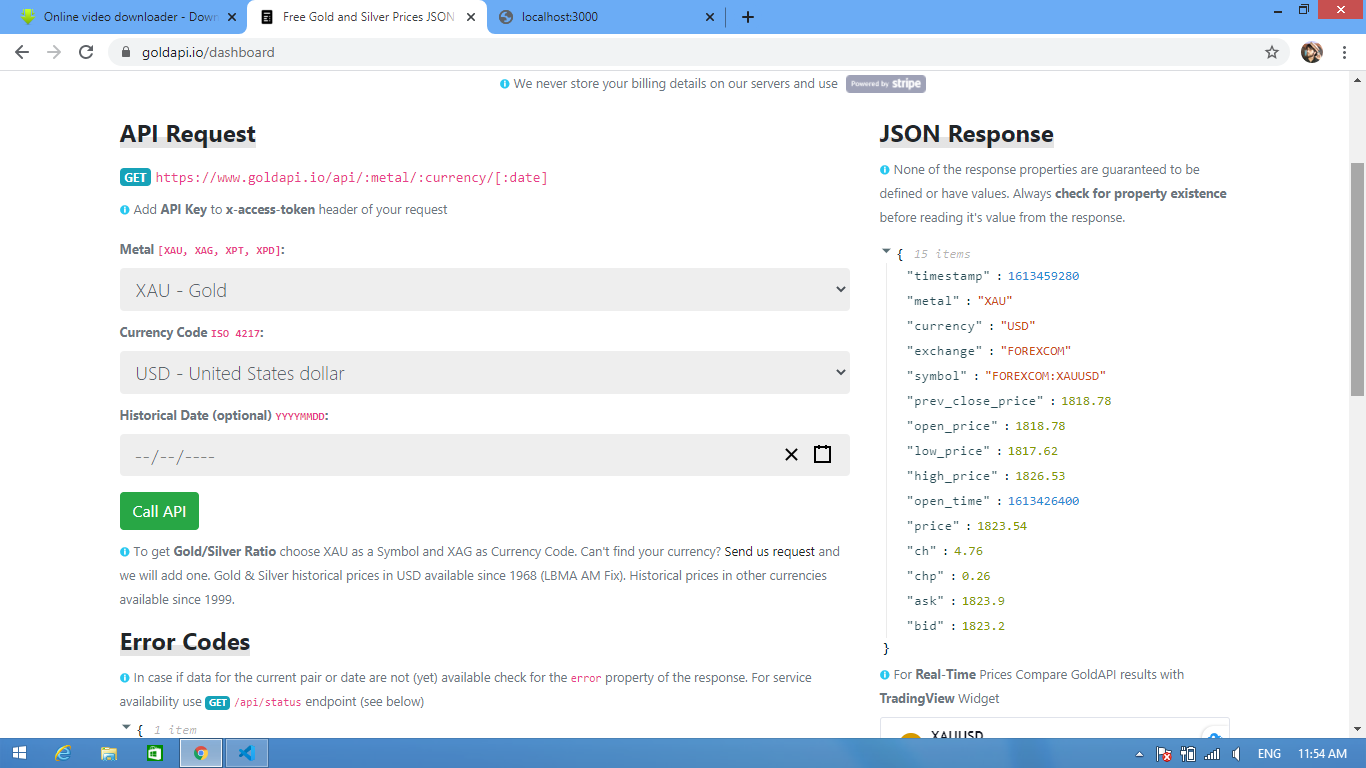 Online video downloader - Down
Free Gold and Silver Prices JSON
localhost:3000
goldapi.io/dashboard
We never store your billing details on our servers and use Powered by stripe
API Request
GET https://www.goldapi.io/api/:metal/:currency/[:date]
Add API Key to x-access-token header of your request
Metal [XAU, XAG, XPT, XPD]:
XAU - Gold
Currency Code ISO 4217:
USD - United States dollar
Historical Date (optional) YYYYMMDD:
--/--/----
Call API
To get Gold/Silver Ratio choose XAU as a Symbol and XAG as Currency Code. Can't find your currency? Send us request and
we will add one. Gold & Silver historical prices in USD available since 1968 (LBMA AM Fix). Historical prices in other currencies
available since 1999.
Error Codes
In case if data for the current pair or date are not (yet) available check for the error property of the response. For service
availability use GET /api/status endpoint (see below)
{ 1 item
JSON Response
None of the response properties are guaranteed to be
defined or have values. Always check for property existence
before reading it's value from the response.
{ 15 items
"timestamp" : 1613459280
"metal" : "XAU"
"currency" : "USD"
"exchange" : "FOREXCOM"
"symbol" : "FOREXCOM:XAUUSD"
"prev_close_price" : 1818.78
"open_price" : 1818.78
"low_price" : 1817.62
"high_price" : 1826.53
"open_time" : 1613426400
"price" : 1823.54
"ch" : 4.76
"chp" : 0.26
"ask" : 1823.9
"bid" : 1823.2
}
For Real-Time Prices Compare GoldAPI results with
TradingView Widget
XAUUSD
ENG
11:54 AM